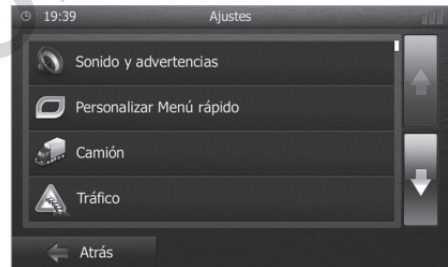 19:39 Ajustes
Sonido y advertencias
Personalizar Menú rápido
Camión
Tráfico
Atrás